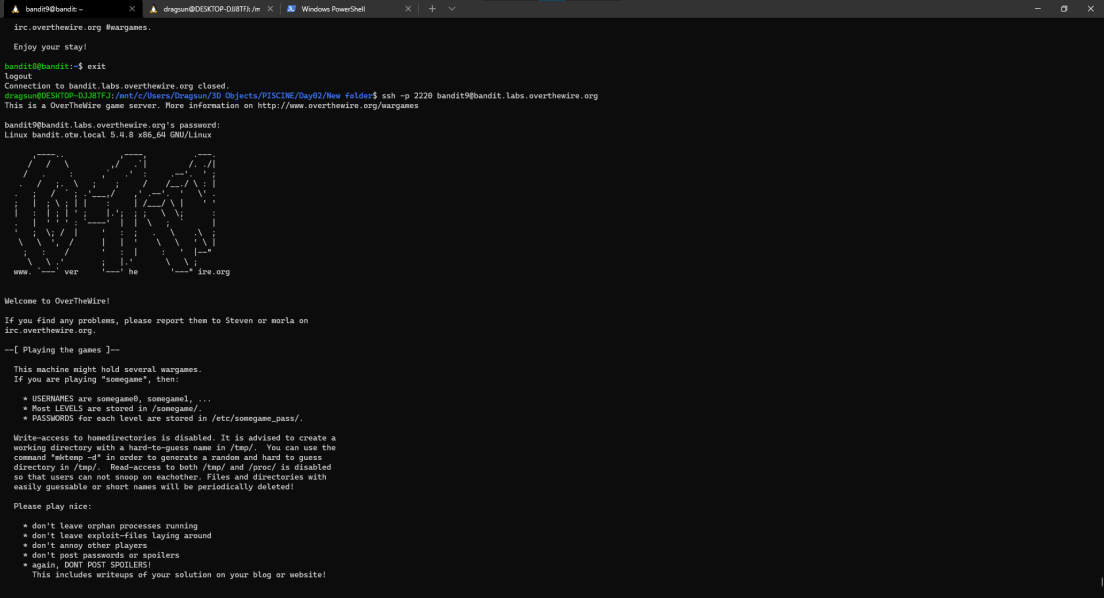 bandit9@bandit: ~
dragsun@DESKTOP-DJJ8TFJ: /m
Windows PowerShell
irc.overthewire.org #wargames.
Enjoy your stay!
bandit8@bandit:~$ exit
logout
Connection to bandit.labs.overthewire.org closed.
dragsun@DESKTOP-DJJ8TFJ:/mnt/c/Users/Dragsun/3D Objects/PISCINE/Day02/New folder$ ssh -p 2220 bandit9@bandit.labs.overthewire.org
This is a OverTheWire game server. More information on http://www.overthewire.org/wargames
bandit9@bandit.labs.overthewire.org's password:
Linux bandit.otw.local 5.4.8 x86_64 GNU/Linux
www. `---` ver '---' he '---" ire.org
Welcome to OverTheWire!
If you find any problems, please report them to Steven or morla on
irc.overthewire.org.
--[ Playing the games ]--
This machine might hold several wargames.
If you are playing "somegame", then:
* USERNAMES are somegame0, somegame1, ...
* Most LEVELS are stored in /somegame/.
* PASSWORDS for each level are stored in /etc/somegame_pass/.
Write-access to homedirectories is disabled. It is advised to create a
working directory with a hard-to-guess name in /tmp/. You can use the
command "mktemp -d" in order to generate a random and hard to guess
directory in /tmp/. Read-access to both /tmp/ and /proc/ is disabled
so that users can not snoop on eachother. Files and directories with
easily guessable or short names will be periodically deleted!
Please play nice:
* don't leave orphan processes running
* don't leave exploit-files laying around
* don't annoy other players
* don't post passwords or spoilers
* again, DONT POST SPOILERS!
This includes writeups of your solution on your blog or website!